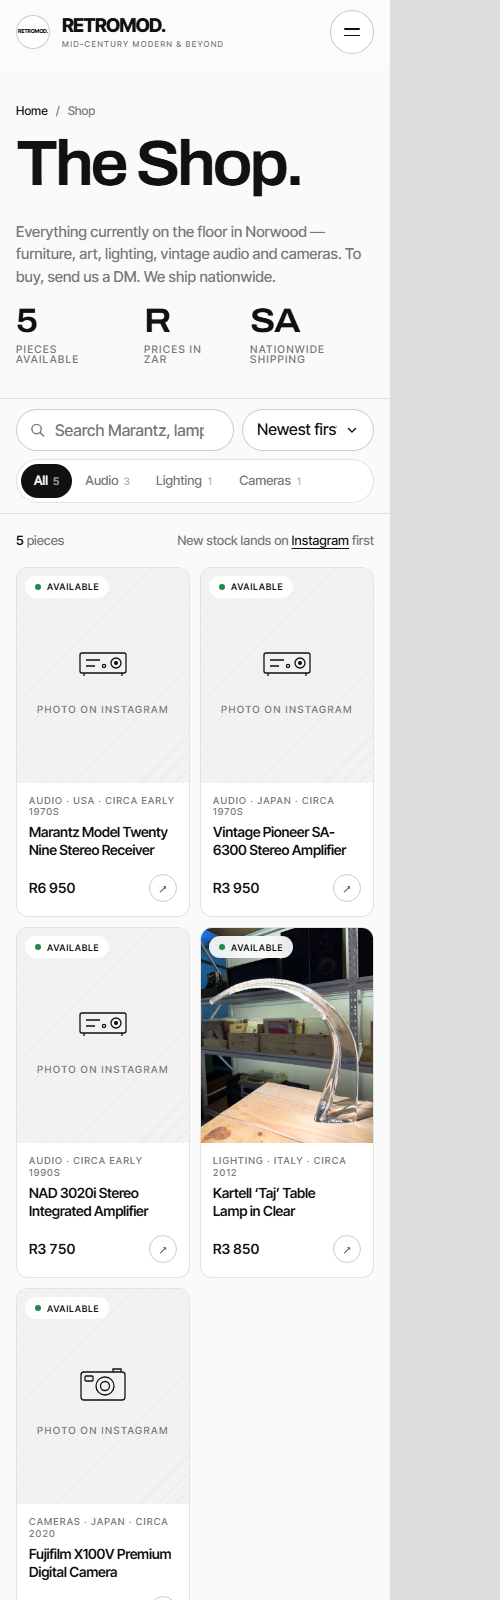 RETROMOD.
RETROMOD.
MID-CENTURY MODERN & BEYOND
Home / Shop
The Shop.
Everything currently on the floor in Norwood —
furniture, art, lighting, vintage audio and cameras. To
buy, send us a DM. We ship nationwide.
5 R SA
PIECES AVAILABLE
PRICES IN ZAR
NATIONWIDE SHIPPING
Search Marantz, lamp
Newest firs
All 5 Audio 3 Lighting 1 Cameras 1
5 pieces
New stock lands on Instagram first
AVAILABLE
PHOTO ON INSTAGRAM
AUDIO · USA · CIRCA EARLY
1970S
Marantz Model Twenty
Nine Stereo Receiver
R6 950
AVAILABLE
PHOTO ON INSTAGRAM
AUDIO · JAPAN · CIRCA
1970S
Vintage Pioneer SA-
6300 Stereo Amplifier
R3 950
AVAILABLE
PHOTO ON INSTAGRAM
AUDIO · CIRCA EARLY
1990S
NAD 3020i Stereo
Integrated Amplifier
R3 750
AVAILABLE
LIGHTING · ITALY · CIRCA
2012
Kartell ‘Taj’ Table
Lamp in Clear
R3 850
AVAILABLE
PHOTO ON INSTAGRAM
CAMERAS · JAPAN · CIRCA
2020
Fujifilm X100V Premium
Digital Camera